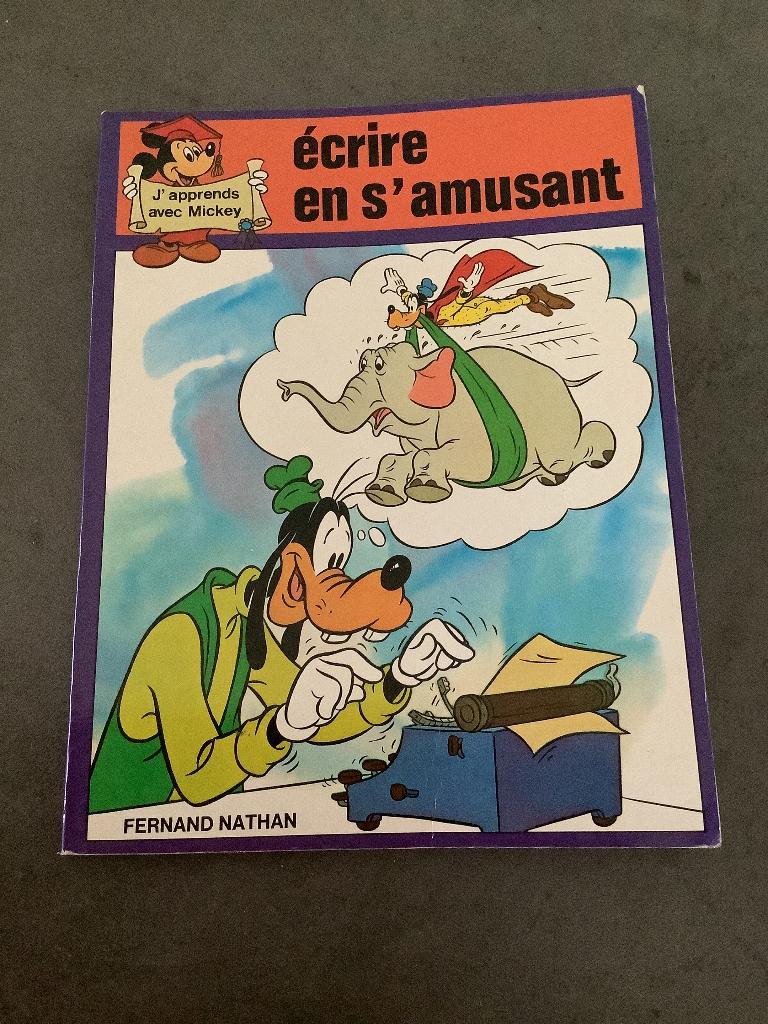 écrire
en s'amusant
J'apprends
avec Mickey
FERNAND NATHAN